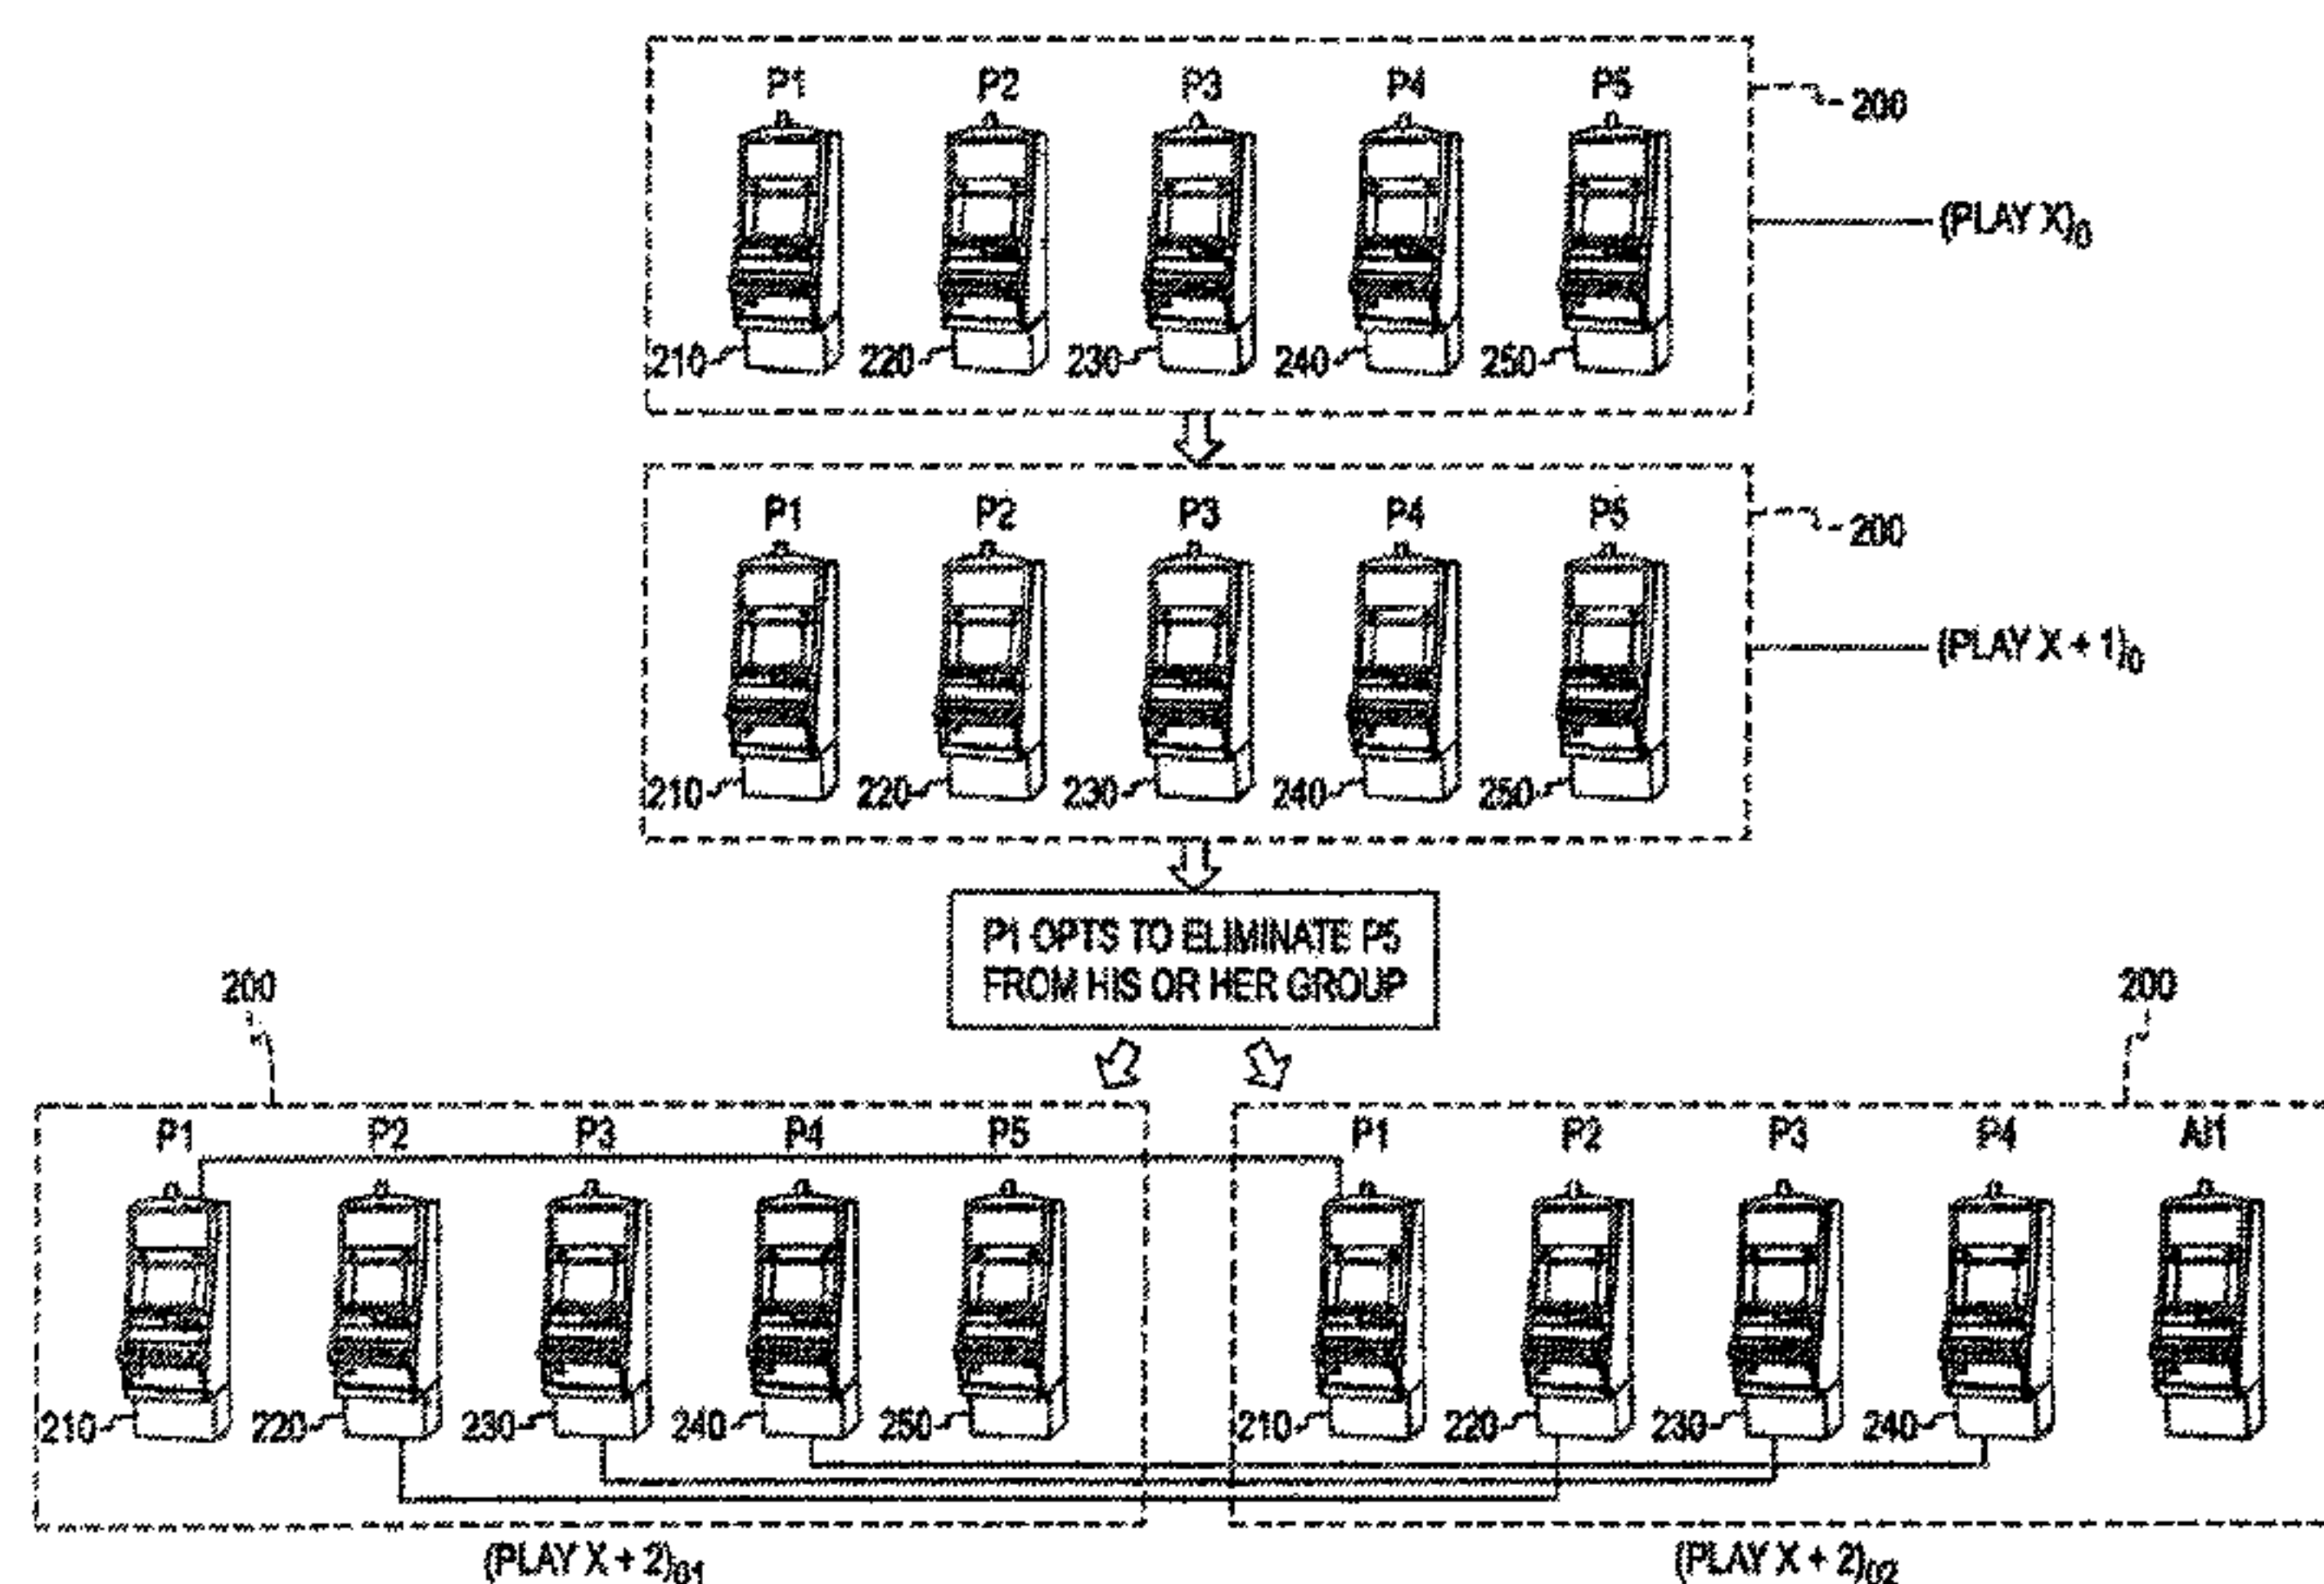 P1 P2 P3 P4 P5
200
(PLAY X)0
210 220 230 240 250
P1 P2 P3 P4 P5
200
(PLAY X + 1)0
210 220 230 240 250
P1 OPTS TO ELIMINATE P5
FROM HIS OR HER GROUP
200 200
P1 P2 P3 P4 P5 P1 P2 P3 P4 AI1
210 220 230 240 250 210 220 230 240
(PLAY X + 2)01 (PLAY X + 2)02